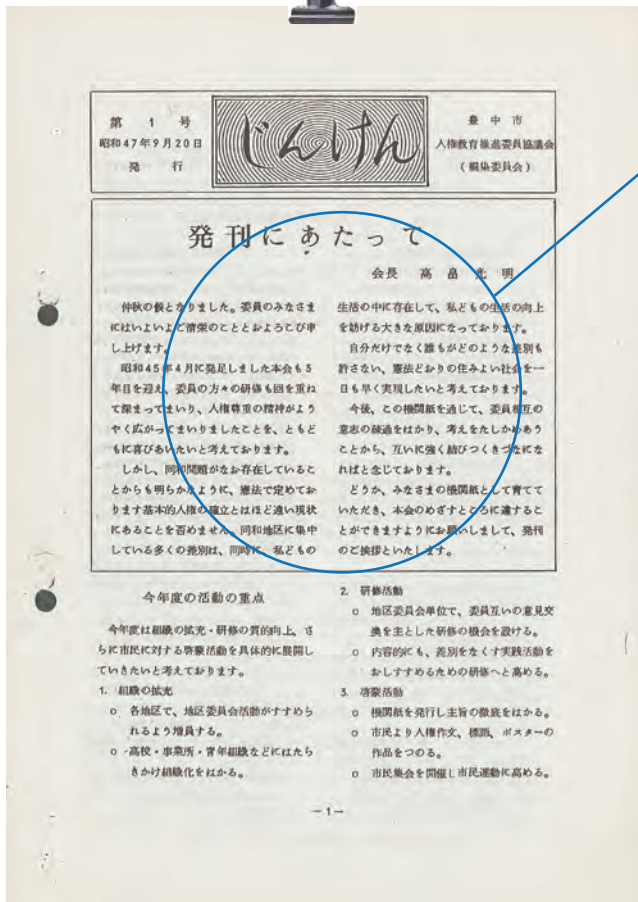 第1号
昭和47年9月20日
発行
じんけん
豊中市
人権教育推進委員協議会
(編集委員会)
発刊にあたって
会長 高畠光明
仲秋の候となりました。委員のみなさま
にはいよいよご清栄のこととおよろこび申
し上げます。
昭和45年4月に発足しました本会も3
年目を迎え、委員の方々の研修も回を重ね
て深まってまいり、人権尊重の精神がよう
やく広がってまいりましたことを、ともど
もに喜びあいたいと考えております。
しかし、同和問題がなお存在しているこ
とからも明らかなように、憲法で定めてお
ります基本的人権の確立とはほど遠い現状
にあることを否めません。同和地区に集中
している多くの差別は、同時に、私どもの
生活の中に存在して、私どもの生活の向上
を妨げる大きな原因になっております。
自分だけでなく誰もがどのような差別も
許さない、憲法どおりの住みよい社会を一
日も早く実現したいと考えております。
今後、この機関紙を通じて、委員相互の
意志の疎通をはかり、考えをたしかめあう
ことから、互いに強く結びつくきづなにな
ればと念じております。
どうか、みなさまの機関紙として育てて
いただき、本会のめざすところに達するこ
とができますようにお願いしまして、発刊
のご挨拶といたします。
今年度の活動の重点
今年度は組織の拡充・研修の質的向上、さ
らに市民に対する啓蒙活動を具体的に展開し
ていきたいと考えております。
1. 組織の拡充
o 各地区で、地区委員会活動がすすめら
れるよう増員する。
o 高校・事業所・青年組織などにはたら
きかけ組織化をはかる。
2. 研修活動
o 地区委員会単位で、委員互いの意見交
換を主とした研修の機会を設ける。
o 内容的にも、差別をなくす実践活動を
おしすすめるための研修へと高める。
3. 啓蒙活動
o 機関紙を発行し主旨の徹底をはかる。
o 市民より人権作文、標語、ポスターの
作品をつのる。
o 市民集会を開催し市民運動に高める。
－1－